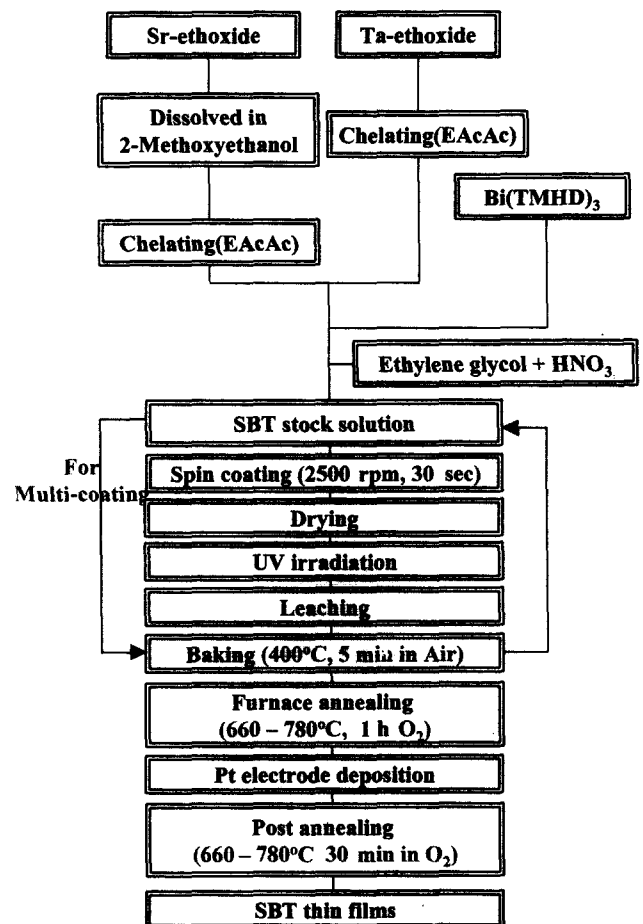 Sr-ethoxide
Ta-ethoxide
Dissolved in
2-Methoxyethanol
Chelating(EAcAc)
Bi(TMHD)₃
Chelating(EAcAc)
Ethylene glycol + HNO₃
SBT stock solution
For
Multi-coating
Spin coating (2500 rpm, 30 sec)
Drying
UV irradiation
Leaching
Baking (400°C, 5 min in Air)
Furnace annealing
(660 – 780°C, 1 h O₂)
Pt electrode deposition
Post annealing
(660 – 780°C 30 min in O₂)
SBT thin films